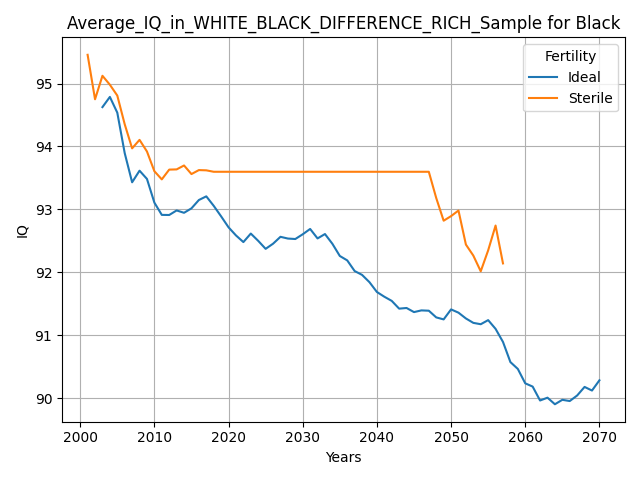 Average_IQ_in_WHITE_BLACK_DIFFERENCE_RICH_Sample for Black
Fertility
Ideal
Sterile
IQ
95
94
93
92
91
90
2000 2010 2020 2030 2040 2050 2060 2070
Years